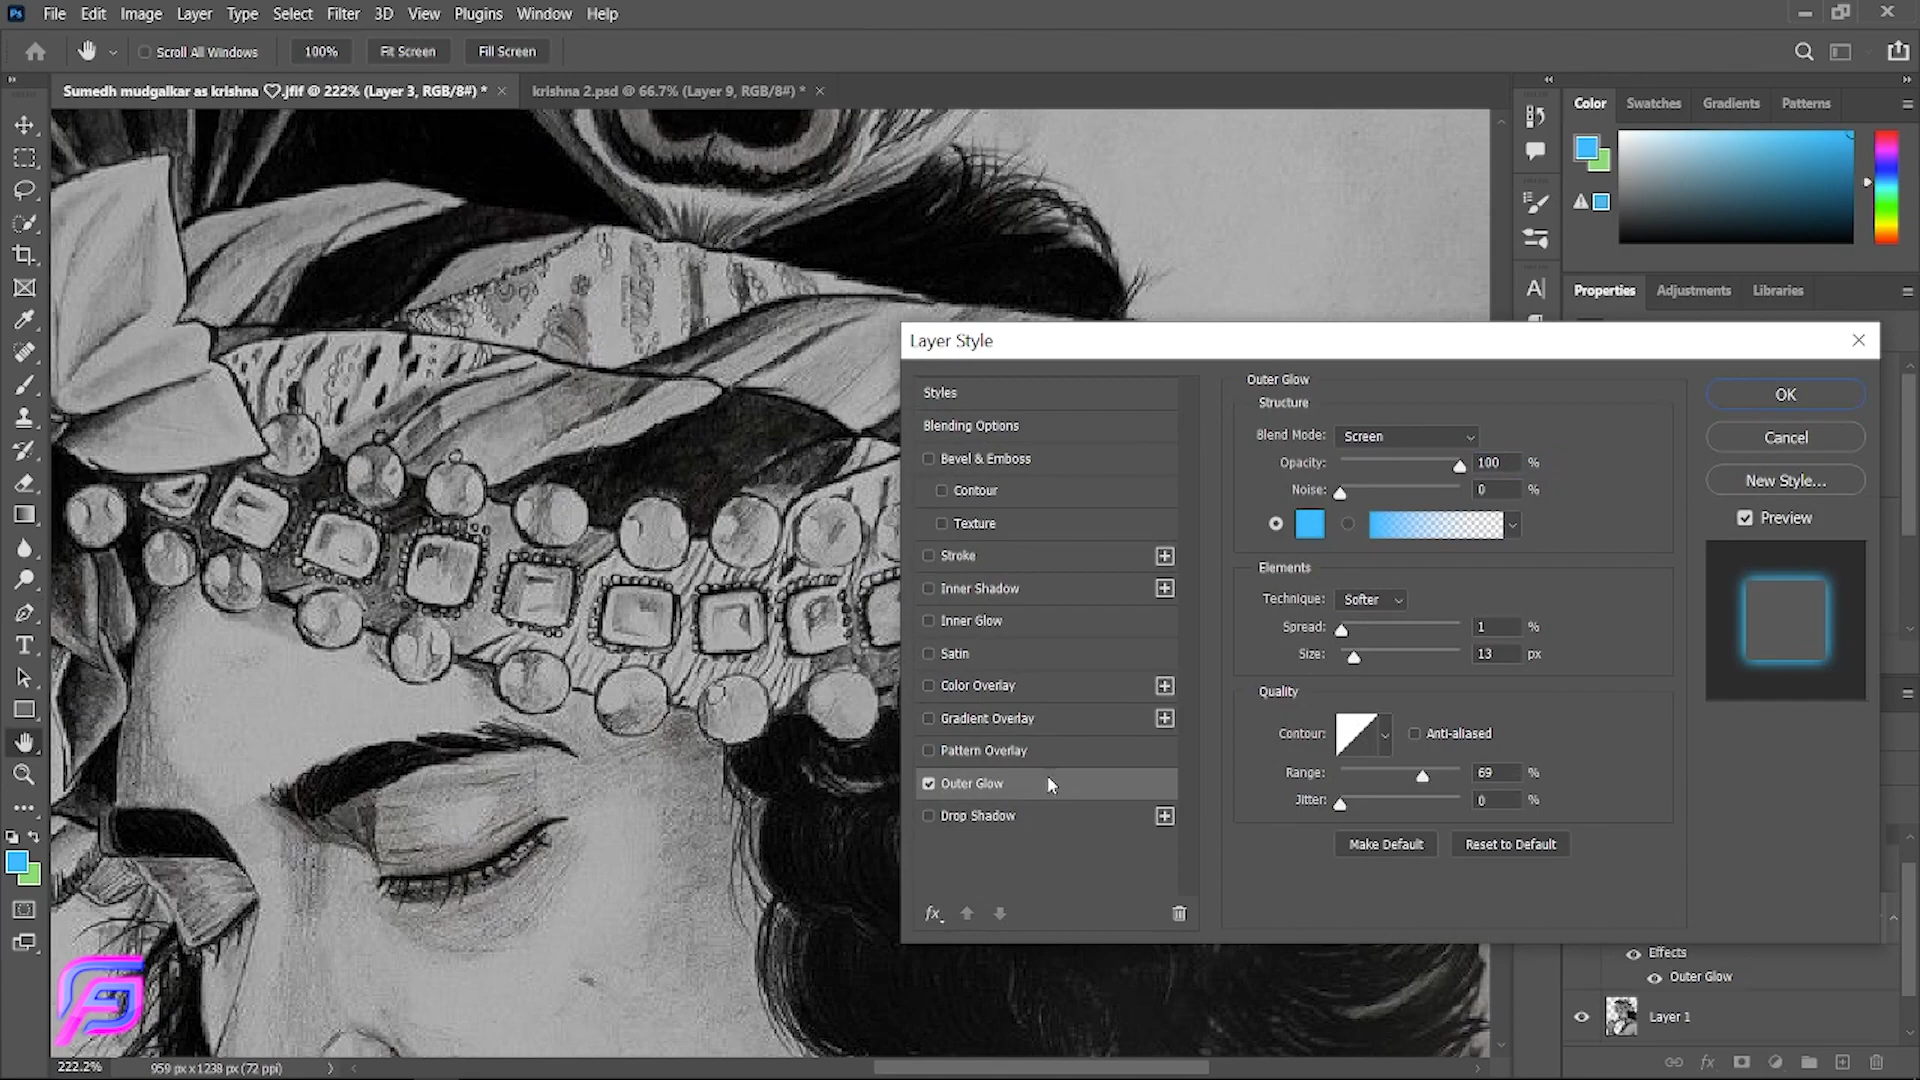 Ps File Edit Image Layer Type Select Filter 3D View Plugins Window Help
Scroll All Windows 100% Fit Screen Fill Screen
Sumedh mudgalkar as krishna ♡.jfif @ 222% (Layer 3, RGB/8#) * × krishna 2.psd @ 66.7% (Layer 9, RGB/8#) * ×
Color Swatches Gradients Patterns
Properties Adjustments Libraries
Layer Style
Styles
Blending Options
Bevel & Emboss
Contour
Texture
Stroke
Inner Shadow
Inner Glow
Satin
Color Overlay
Gradient Overlay
Pattern Overlay
Outer Glow
Drop Shadow
fx
Outer Glow
Structure
Blend Mode: Screen
Opacity: 100 %
Noise: 0 %
Elements
Technique: Softer
Spread: 1 %
Size: 13 px
Quality
Contour: Anti-aliased
Range: 69 %
Jitter: 0 %
Make Default Reset to Default
OK
Cancel
New Style...
Preview
Effects
Outer Glow
Layer 1
fx
222.2% 959 px x 1238 px (72 ppi)